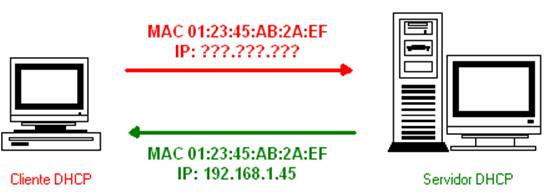 MAC 01:23:45:AB:2A:EF
IP: ???.???.???
MAC 01:23:45:AB:2A:EF
IP: 192.168.1.45
Cliente DHCP
Servidor DHCP